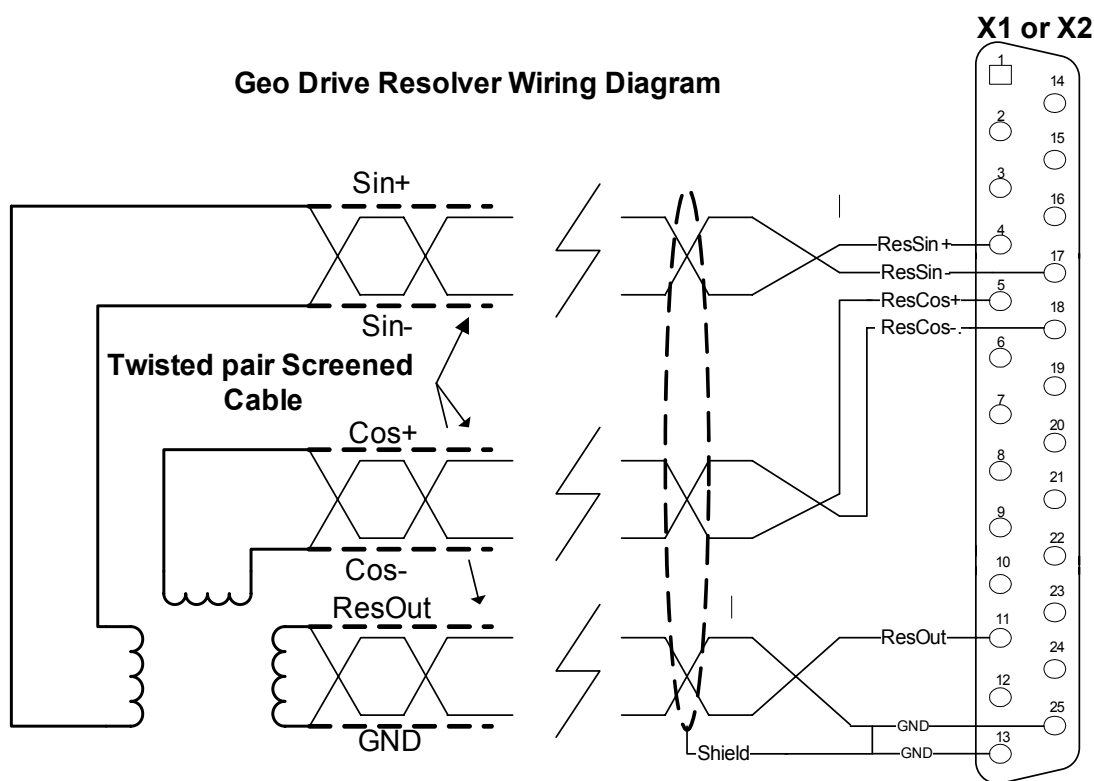 X1 or X2
Geo Drive Resolver Wiring Diagram
1
14
2
15
3
16
Sin+
4
ResSin+
17
ResSin-
5
ResCos+
18
Sin-
ResCos-.
6
Twisted pair Screened
Cable
19
7
Cos+
20
8
21
9
22
Cos-
10
ResOut
23
11
ResOut
24
12
25
GND
GND
13
Shield
GND